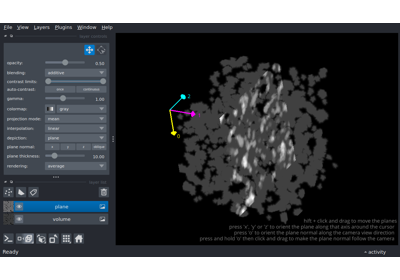 File View Layers Plugins Window Help
opacity: 0.50
blending: additive
contrast limits:
auto-contrast: once continuous
gamma: 1.00
colormap: gray
projection mode: mean
interpolation: linear
depiction: plane
plane normal: x y z oblique
plane thickness: 10.00
rendering: average
plane
volume
2
0
hift + click and drag to move the planes
press 'x', 'y' or 'z' to orient the plane along that axis around the cursor
press 'o' to orient the plane normal along the camera view direction
press and hold 'o' then click and drag to make the plane normal follow the camera
Ready
activity